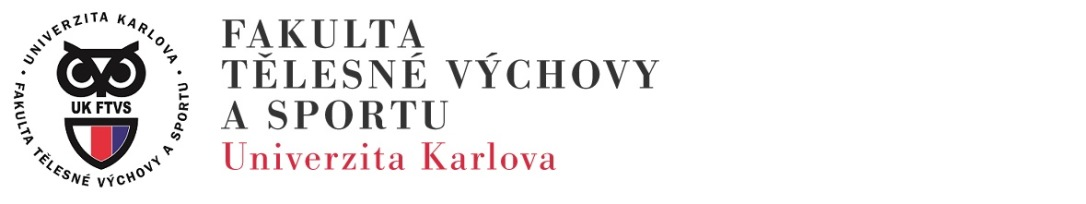 UNIVERZITA KARLOVA
UK FTVS
FAKULTA TĚLESNÉ VÝCHOVY A SPORTU
FAKULTA
TĚLESNÉ VÝCHOVY
A SPORTU
Univerzita Karlova